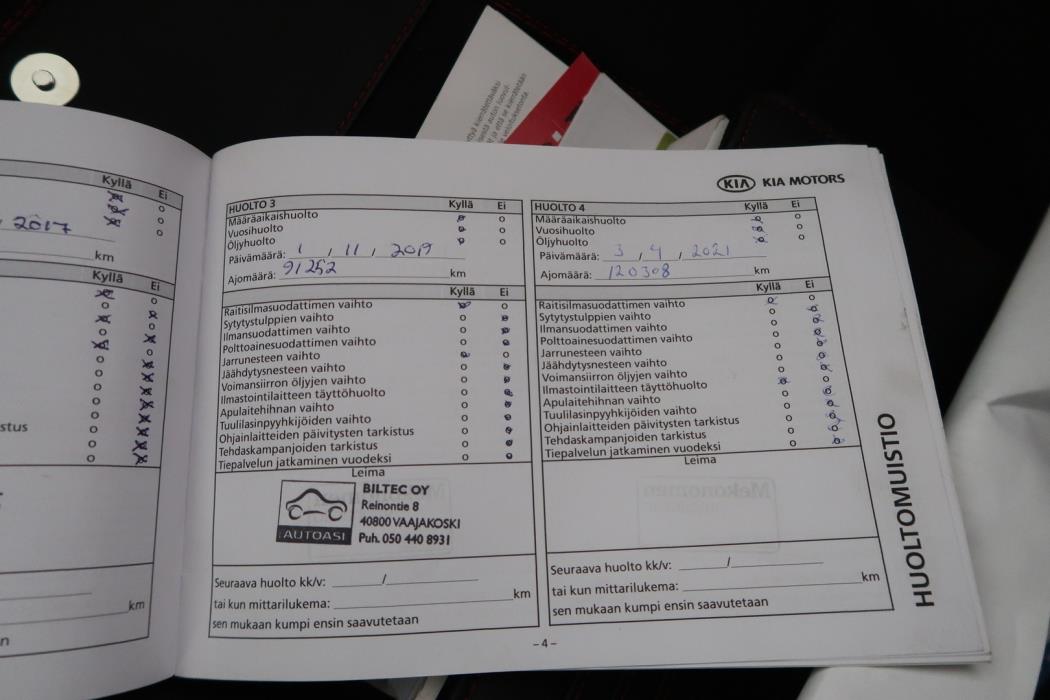 Kyllä Ei
2017
km
Kyllä Ei
stus
km
n
KIA KIA MOTORS
HUOLTO 3 Kyllä Ei
Määräaikaishuolto
Vuosihuolto
Öljyhuolto
Päivämäärä: 1 / 11 / 2019
Ajomäärä: 91252 km
Kyllä Ei
Raitisilmasuodattimen vaihto
Sytytystulppien vaihto
Ilmansuodattimen vaihto
Polttoainesuodattimen vaihto
Jarrunesteen vaihto
Jäähdytysnesteen vaihto
Voimansiirron öljyjen vaihto
Ilmastointilaitteen täyttöhuolto
Apulaitehihnan vaihto
Tuulilasinpyyhkijöiden vaihto
Ohjainlaitteiden päivitysten tarkistus
Tehdaskampanjoiden tarkistus
Tiepalvelun jatkaminen vuodeksi
Leima
BILTEC OY
Reinontie 8
40800 VAAJAKOSKI
Puh. 050 440 8931
AUTOASI
Seuraava huolto kk/v: /
tai kun mittarilukema: km
sen mukaan kumpi ensin saavutetaan
HUOLTO 4 Kyllä Ei
Määräaikaishuolto
Vuosihuolto
Öljyhuolto
Päivämäärä: 3 / 4 / 2021
Ajomäärä: 120308 km
Kyllä Ei
Raitisilmasuodattimen vaihto
Sytytystulppien vaihto
Ilmansuodattimen vaihto
Polttoainesuodattimen vaihto
Jarrunesteen vaihto
Jäähdytysnesteen vaihto
Voimansiirron öljyjen vaihto
Ilmastointilaitteen täyttöhuolto
Apulaitehihnan vaihto
Tuulilasinpyyhkijöiden vaihto
Ohjainlaitteiden päivitysten tarkistus
Tehdaskampanjoiden tarkistus
Tiepalvelun jatkaminen vuodeksi
Leima
Seuraava huolto kk/v: /
tai kun mittarilukema: km
sen mukaan kumpi ensin saavutetaan
HUOLTOMUISTIO
- 4 -